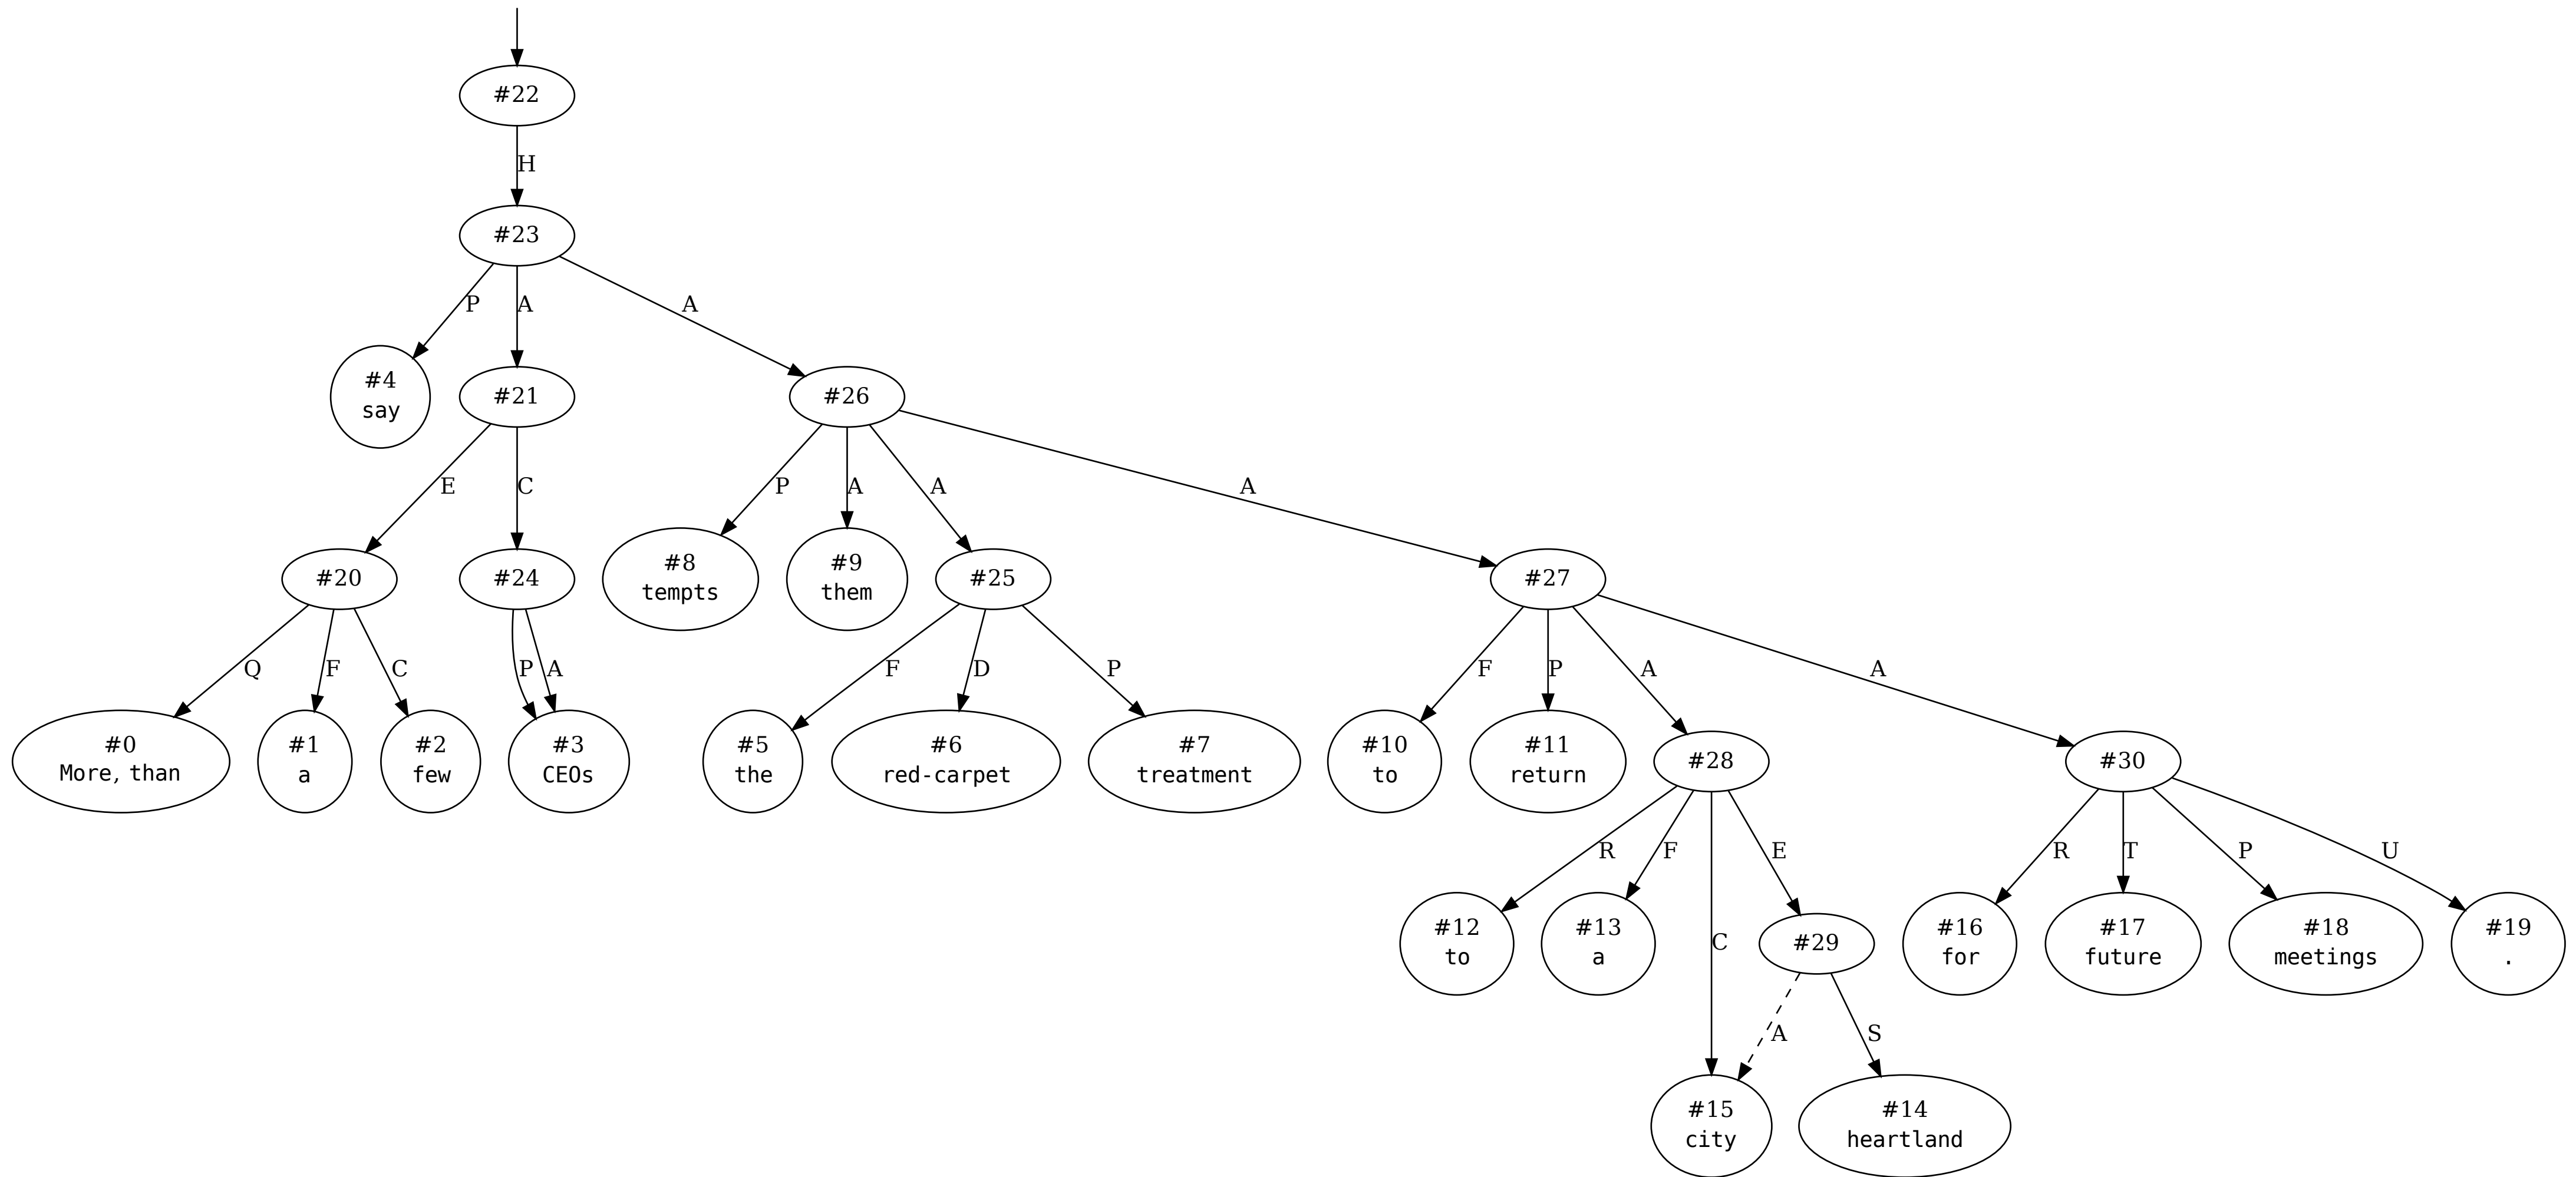 #22
H
#23
P
A
A
#4
say
#21
#26
E
C
P
A
A
A
#20
#24
#8
tempts
#9
them
#25
#27
Q
F
C
P
A
F
D
P
F
P
A
A
#0
More, than
#1
a
#2
few
#3
CEOs
#5
the
#6
red-carpet
#7
treatment
#10
to
#11
return
#28
#30
R
F
C
E
R
T
P
U
#12
to
#13
a
#29
#16
for
#17
future
#18
meetings
#19
.
A
S
#15
city
#14
heartland